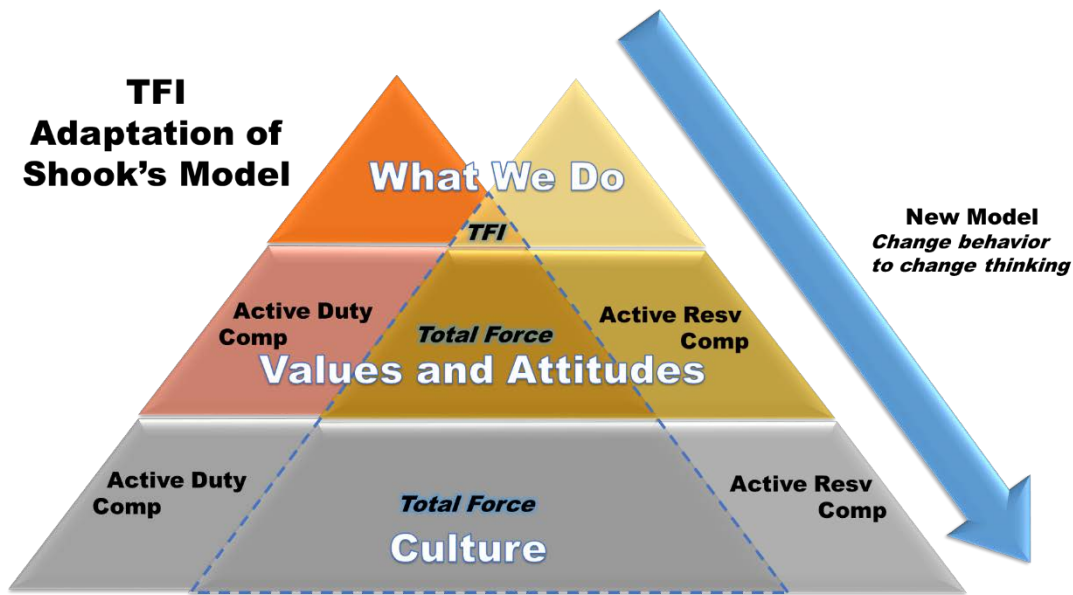 TFI
Adaptation of
Shook's Model
What We Do
TFI
New Model
Change behavior
to change thinking
Active Duty
Comp
Total Force
Active Resv
Comp
Values and Attitudes
Active Duty
Comp
Total Force
Active Resv
Comp
Culture